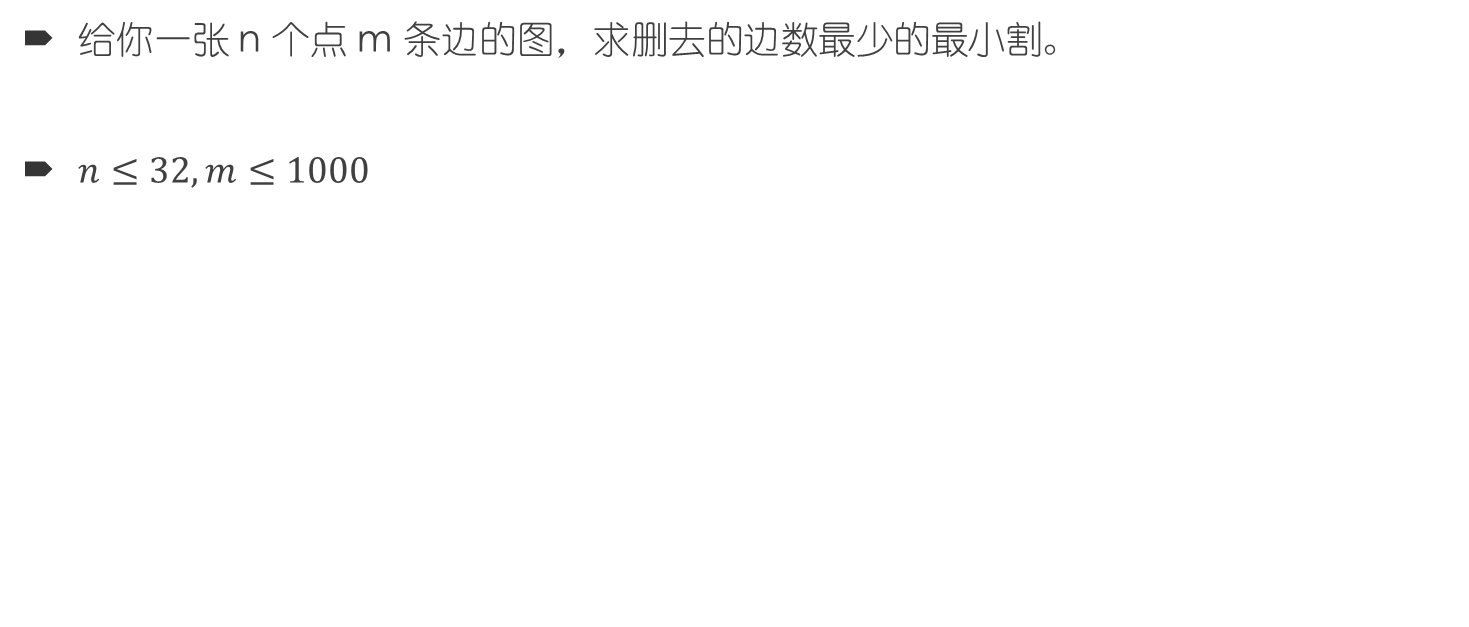 给你一张 n 个点 m 条边的图，求删去的边数最少的最小割。
n ≤ 32, m ≤ 1000